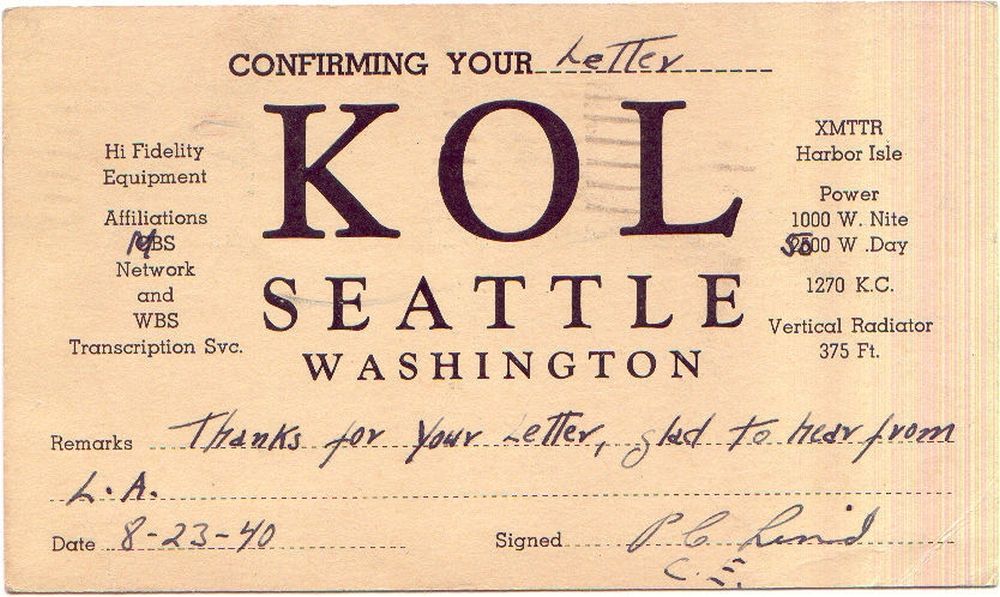 CONFIRMING YOUR Letter
KOL
SEATTLE
WASHINGTON
Hi Fidelity
Equipment
Affiliations
MBS
Network
and
WBS
Transcription Svc.
XMTTR
Harbor Isle
Power
1000 W. Nite
5000 W .Day
1270 K.C.
Vertical Radiator
375 Ft.
Remarks Thanks for your Letter, glad to hear from
L.A.
Date 8-23-40
Signed P C
C.E.